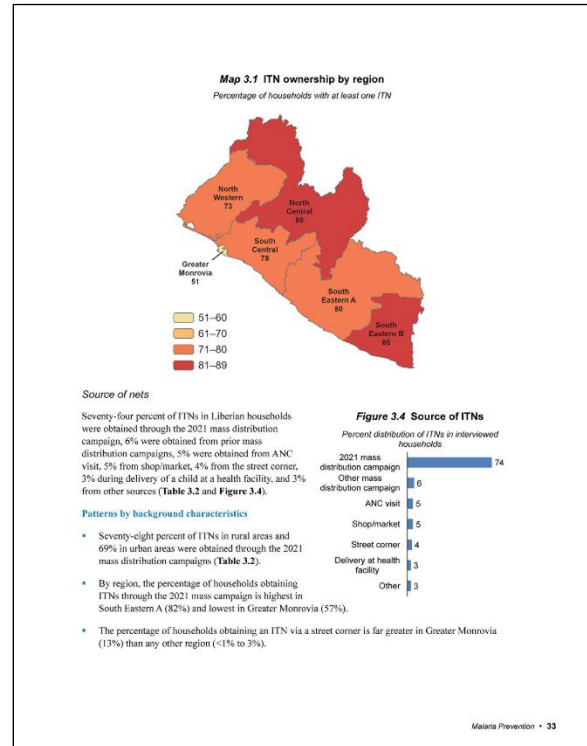 Map 3.1 ITN ownership by region
Percentage of households with at least one ITN
North
Western
73
North
Central
89
South
Central
78
Greater
Monrovia
51
South
Eastern A
80
South
Eastern B
86
51–60
61–70
71–80
81–89
Source of nets
Seventy-four percent of ITNs in Liberian households
were obtained through the 2021 mass distribution
campaign, 6% were obtained from prior mass
distribution campaigns, 5% were obtained from ANC
visit, 5% from shop/market, 4% from the street corner,
3% during delivery of a child at a health facility, and 3%
from other sources (Table 3.2 and Figure 3.4).
Patterns by background characteristics
▪ Seventy-eight percent of ITNs in rural areas and
69% in urban areas were obtained through the 2021
mass distribution campaigns (Table 3.2).
▪ By region, the percentage of households obtaining
ITNs through the 2021 mass campaign is highest in
South Eastern A (82%) and lowest in Greater Monrovia (57%).
▪ The percentage of households obtaining an ITN via a street corner is far greater in Greater Monrovia
(13%) than any other region (<1% to 3%).
Figure 3.4 Source of ITNs
Percent distribution of ITNs in interviewed
households
2021 mass
distribution campaign 74
Other mass
distribution campaign 6
ANC visit 5
Shop/market 5
Street corner 4
Delivery at health
facility 3
Other 3
Malaria Prevention • 33